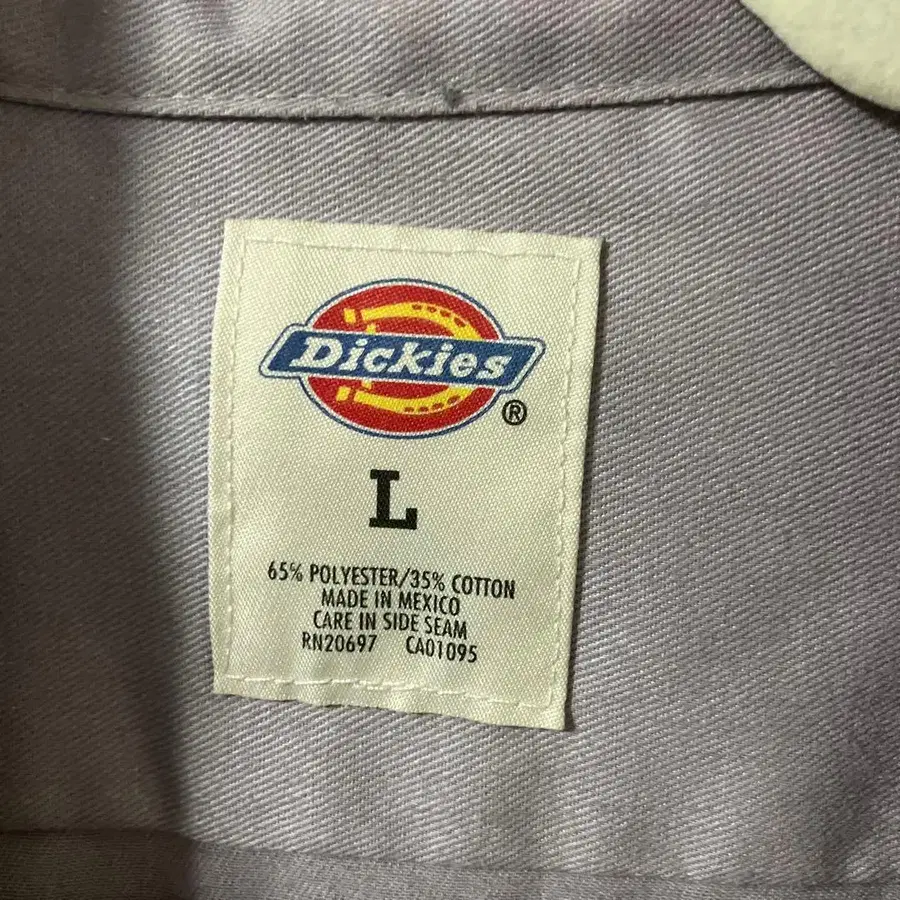 Dickies
®
L
65% POLYESTER/35% COTTON
MADE IN MEXICO
CARE IN SIDE SEAM
RN20697 CA01095